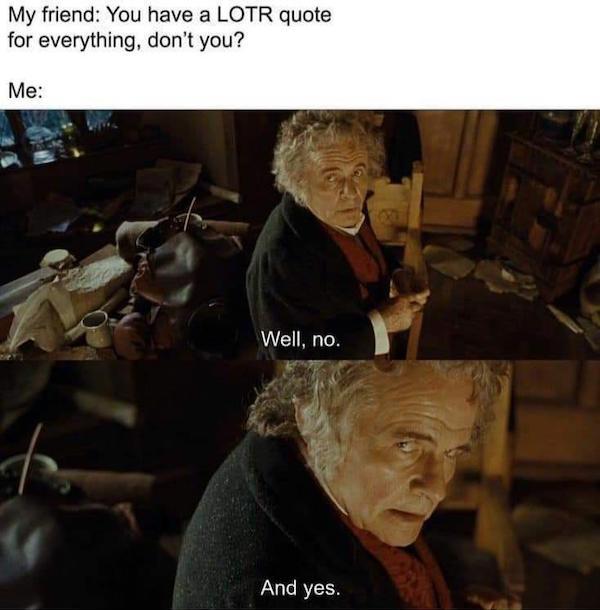 My friend: You have a LOTR quote
for everything, don't you?
Me:
Well, no.
And yes.